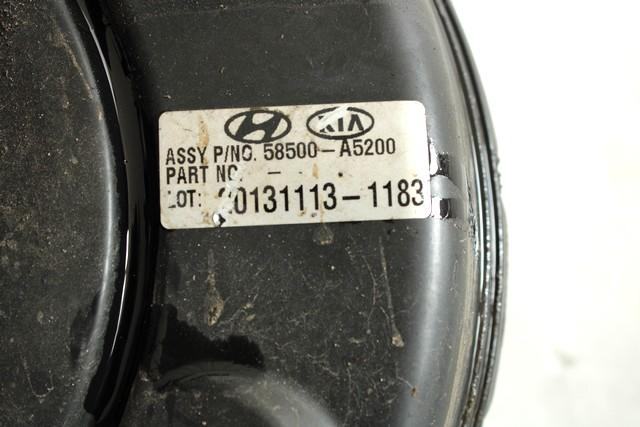 KIA
ASSY P/NO. 58500-A5200
PART NO. -
LOT: 20131113-1183